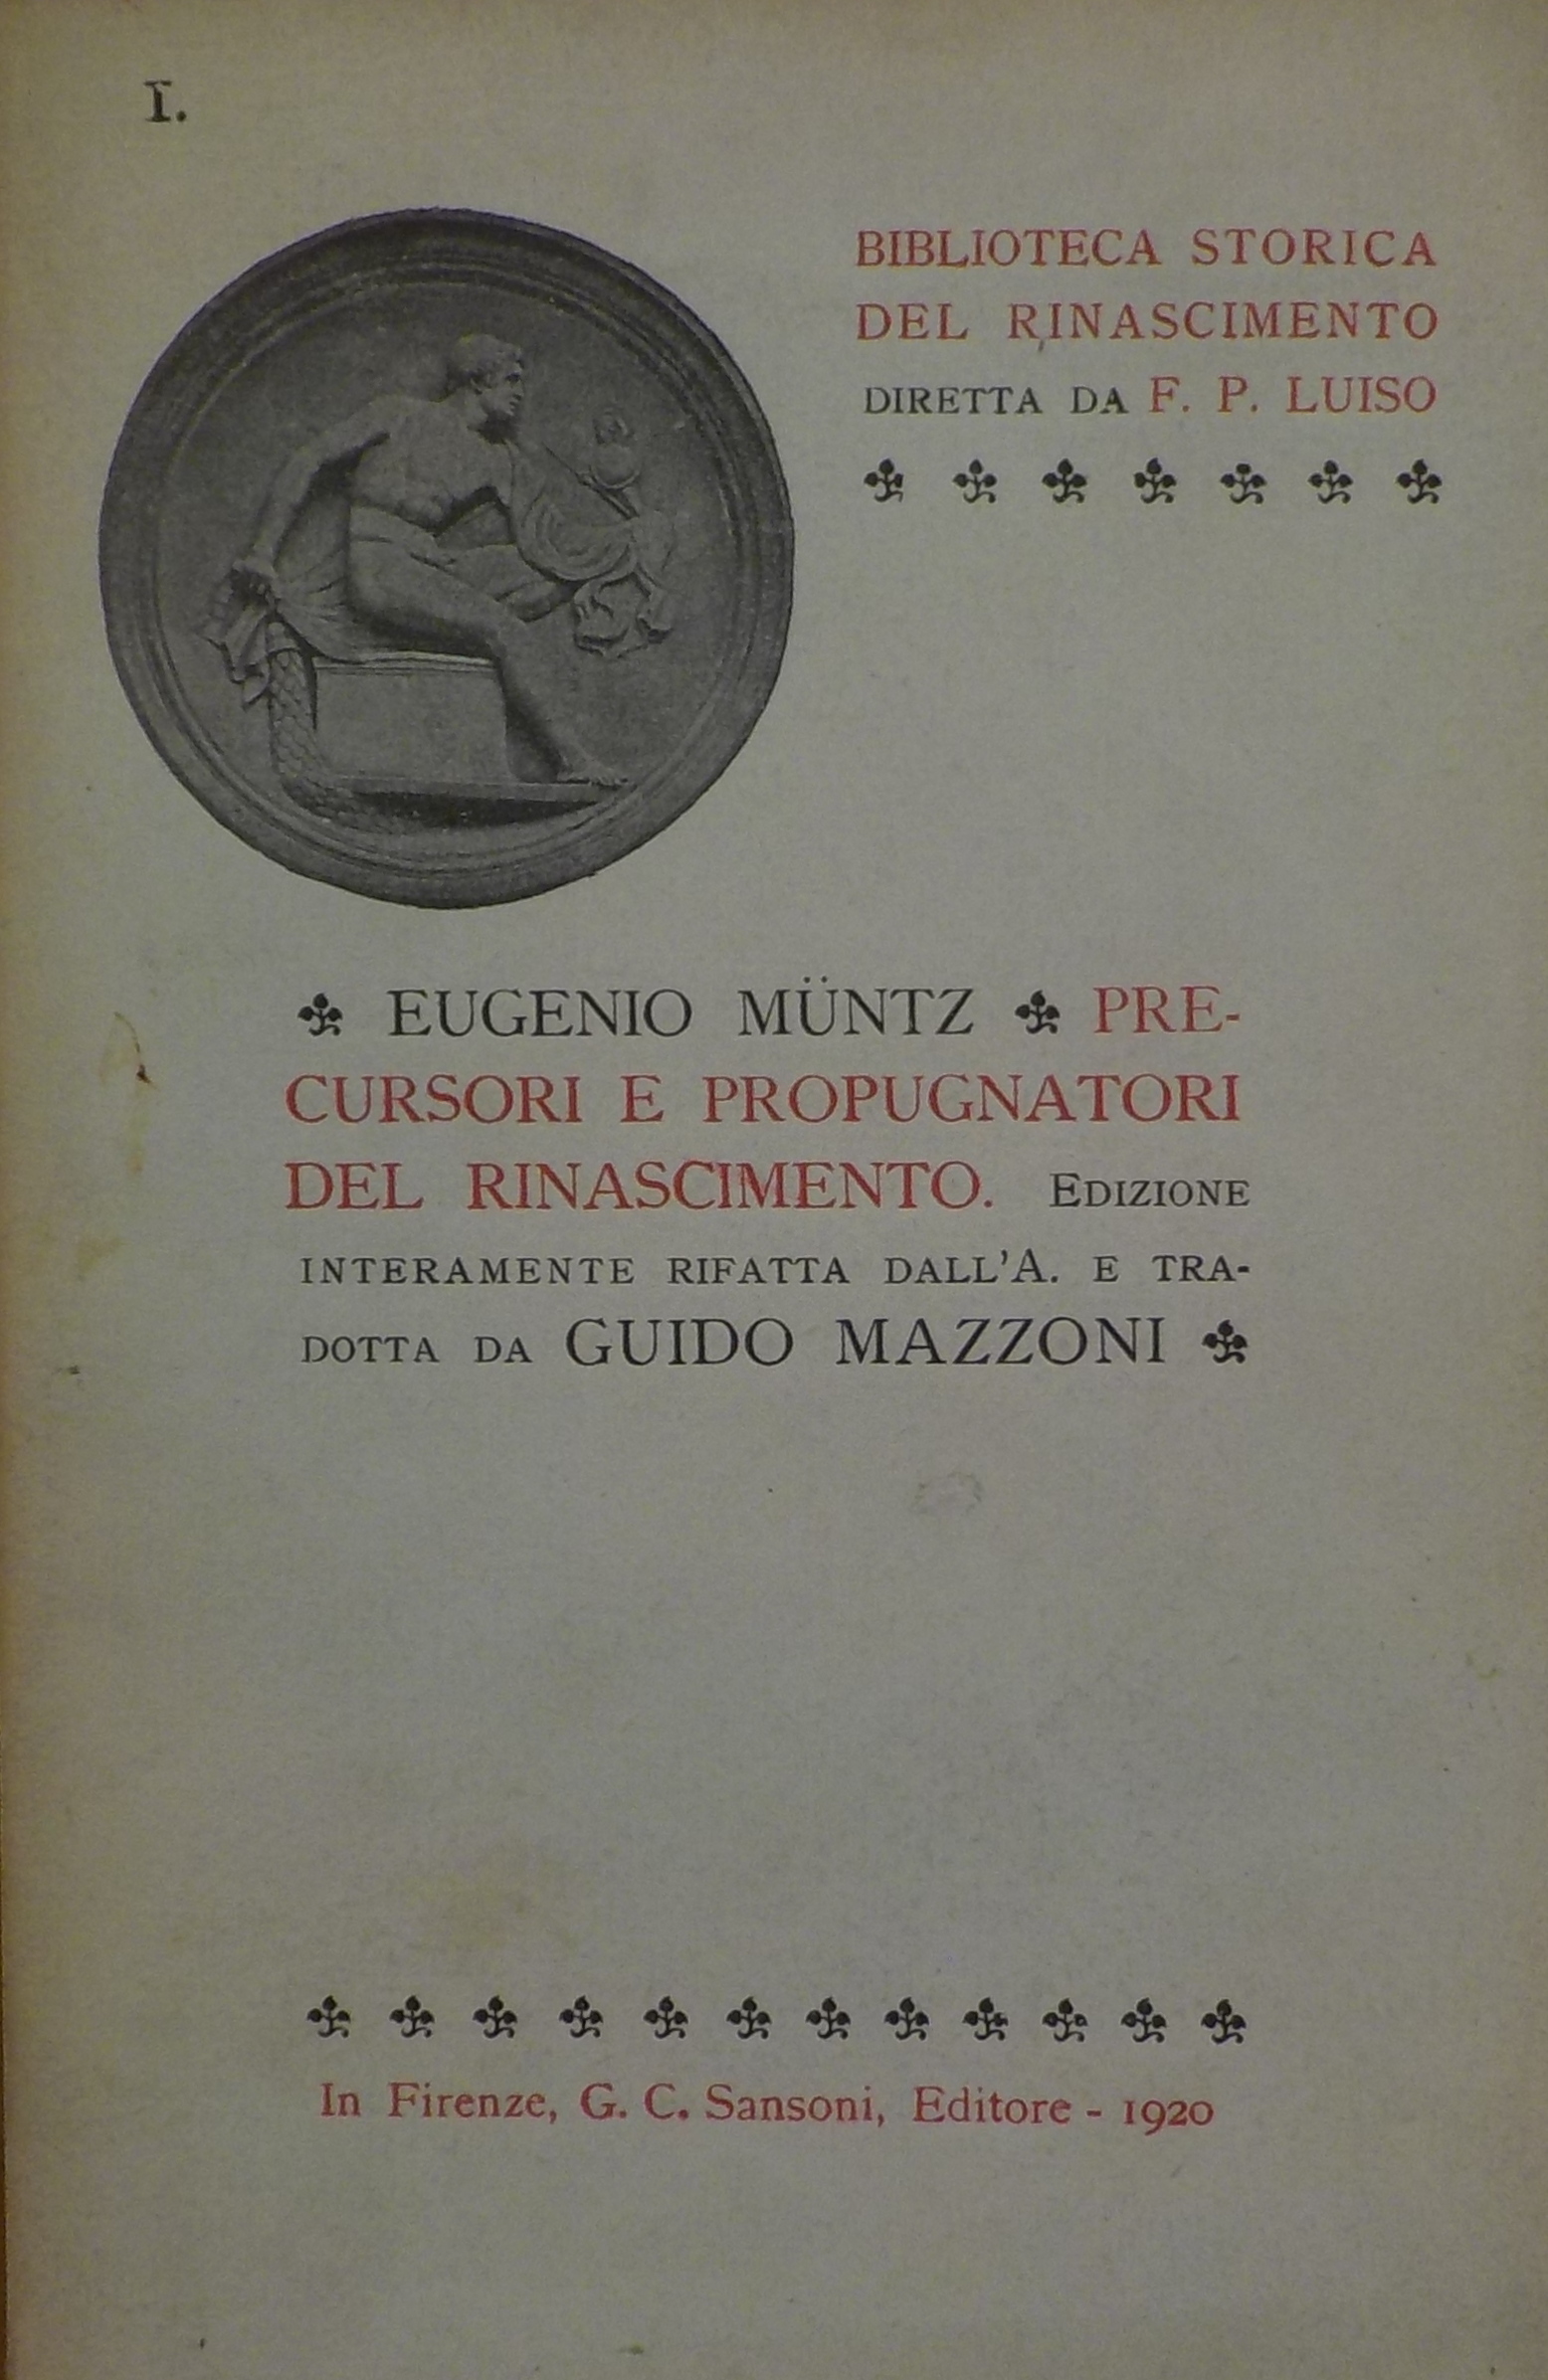 I.
BIBLIOTECA STORICA
DEL RINASCIMENTO
DIRETTA DA F. P. LUISO
EUGENIO MÜNTZ PRE-
CURSORI E PROPUGNATORI
DEL RINASCIMENTO. EDIZIONE
INTERAMENTE RIFATTA DALL'A. E TRA-
DOTTA DA GUIDO MAZZONI
In Firenze, G. C. Sansoni, Editore - 1920